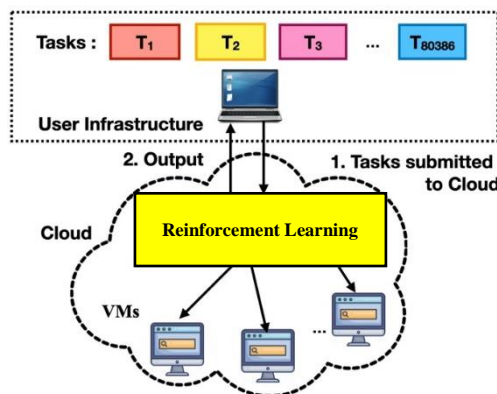 Tasks : T1 T2 T3 ... T80386
User Infrastructure
2. Output
1. Tasks submitted
to Cloud
Cloud
Reinforcement Learning
VMs
...